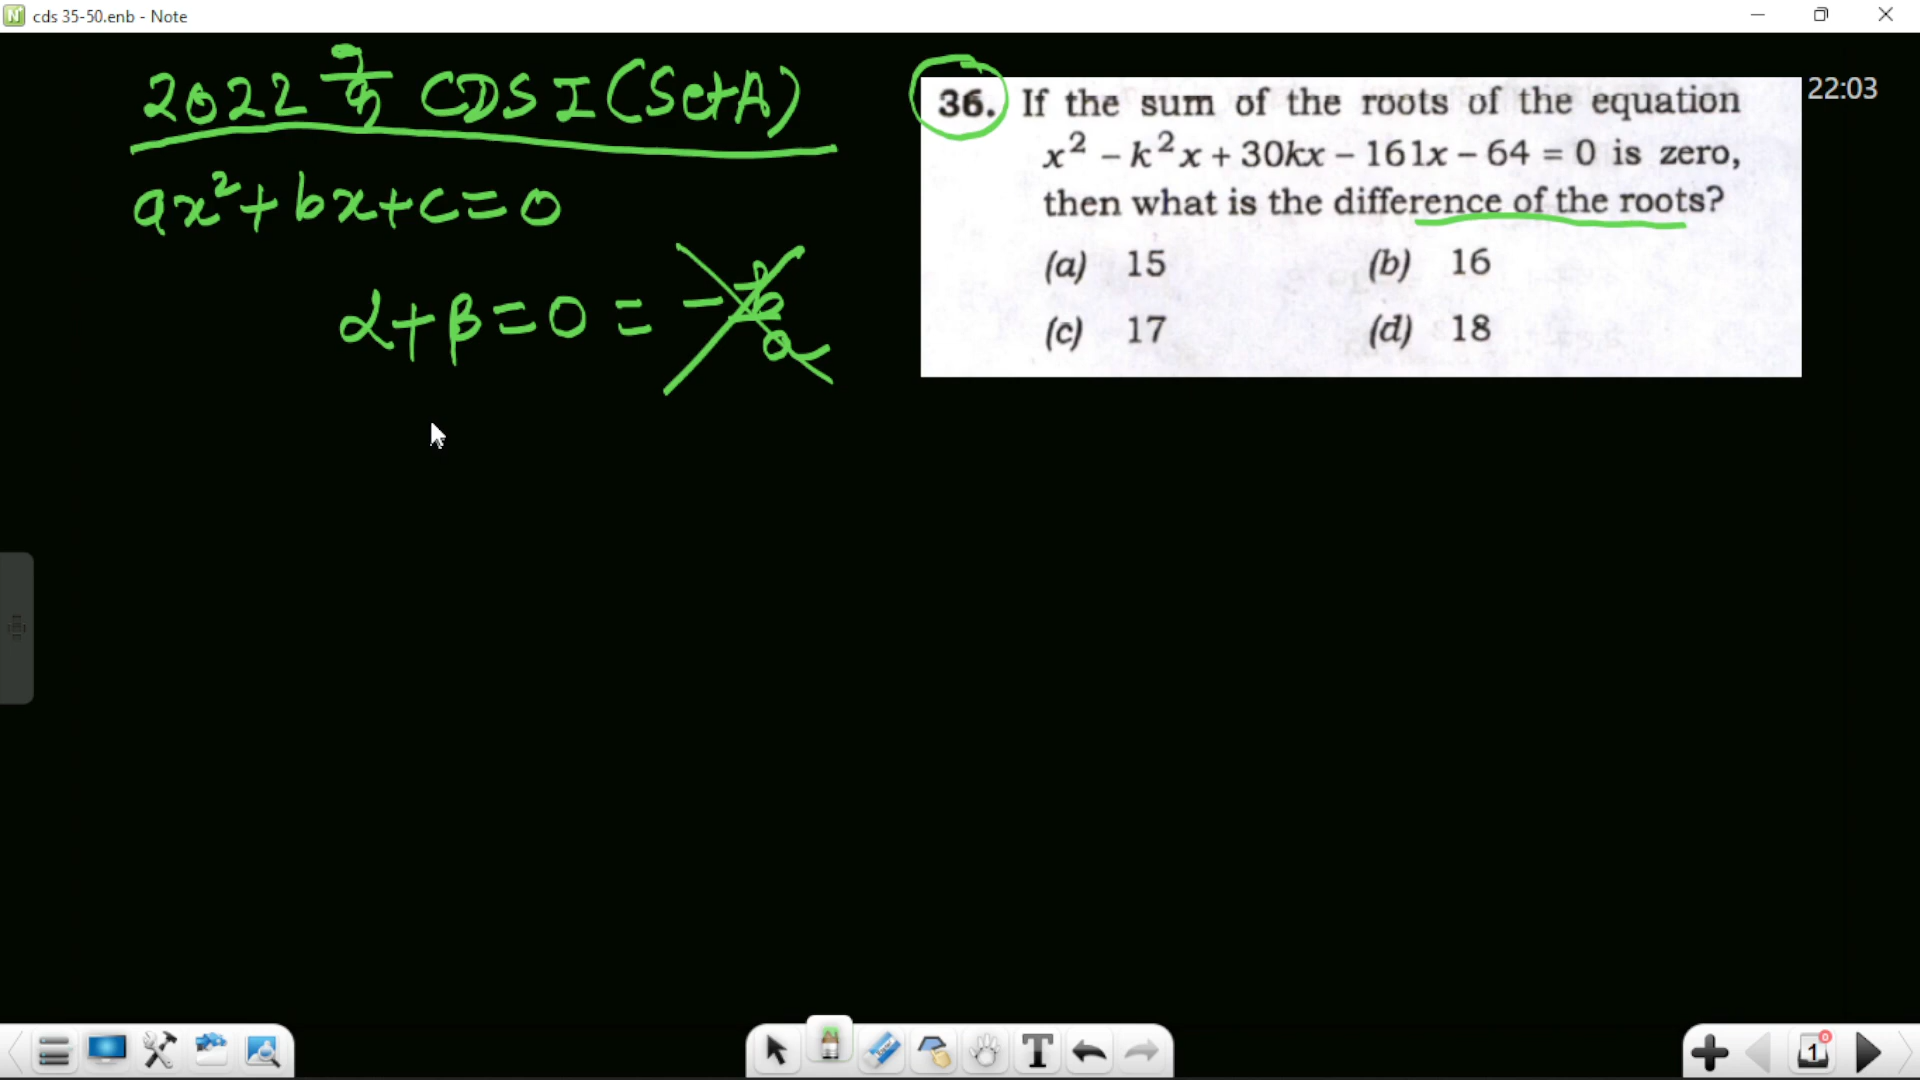 cds 35-50.enb - Note
2022 की CDS I (Set A)
ax²+bx+c=0
α+β=0=-b/a
36. If the sum of the roots of the equation
x² – k²x + 30kx – 161x – 64 = 0 is zero,
then what is the difference of the roots?
(a) 15 (b) 16
(c) 17 (d) 18
22:03
T
1
0